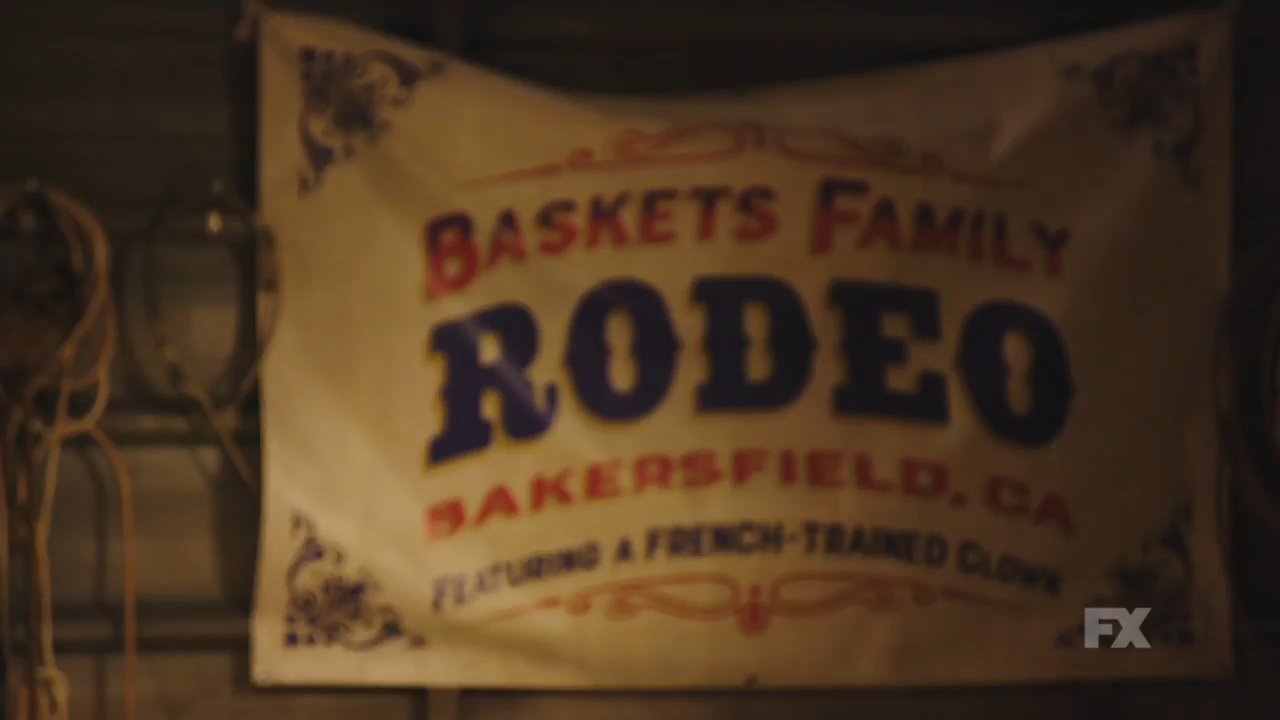 BASKETS FAMILY
RODEO
BAKERSFIELD, CA
FEATURING A FRENCH-TRAINED CLOWN
FX